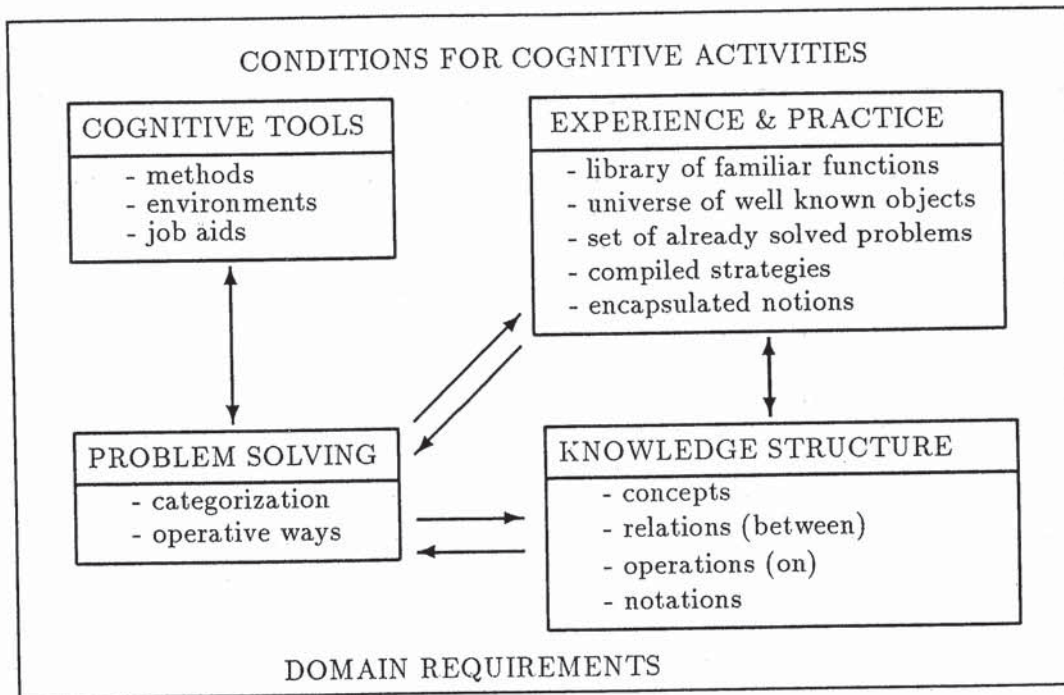 CONDITIONS FOR COGNITIVE ACTIVITIES
COGNITIVE TOOLS
- methods
- environments
- job aids
EXPERIENCE & PRACTICE
- library of familiar functions
- universe of well known objects
- set of already solved problems
- compiled strategies
- encapsulated notions
PROBLEM SOLVING
- categorization
- operative ways
KNOWLEDGE STRUCTURE
- concepts
- relations (between)
- operations (on)
- notations
DOMAIN REQUIREMENTS